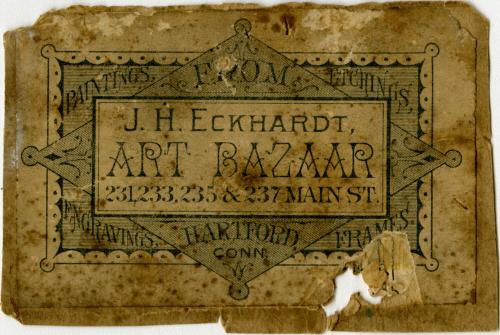 PAINTINGS, FROM ETCHINGS,
J. H. ECKHARDT,
ART BAZAAR
231,233,235 & 237 MAIN ST.
ENGRAVINGS, HARTFORD, FRAMES
CONN.